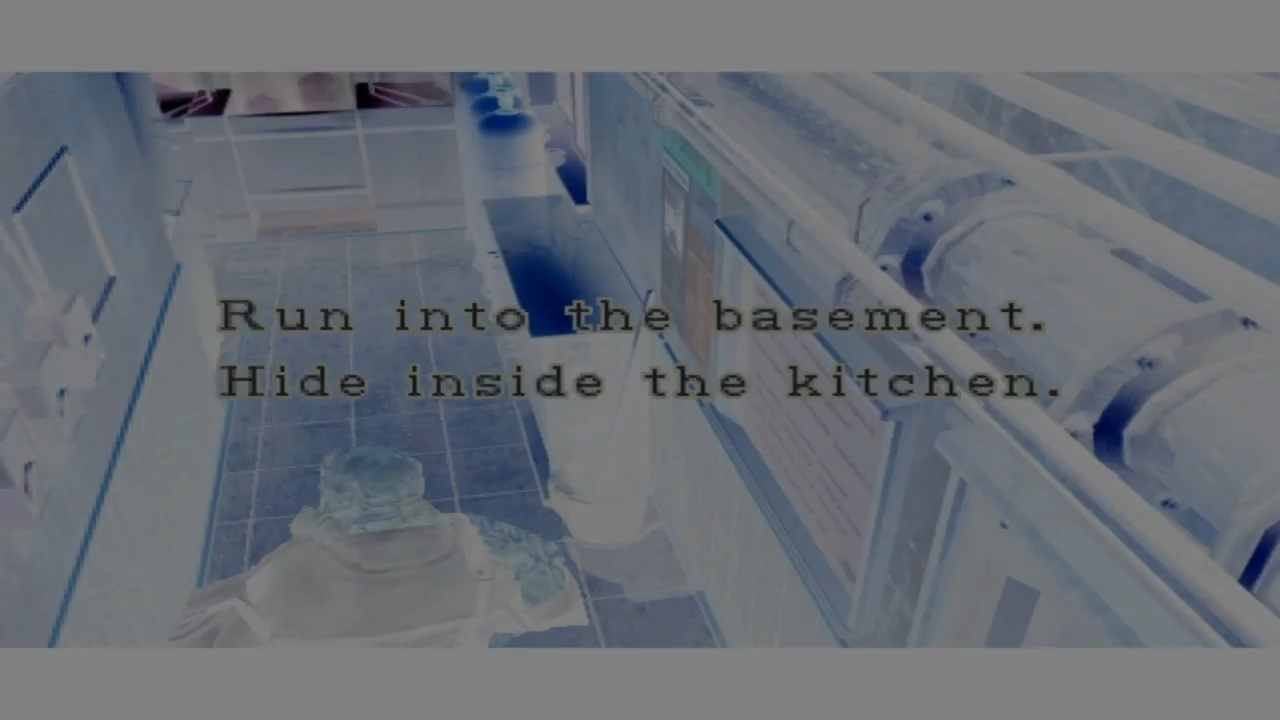 Run into the basement.
Hide inside the kitchen.